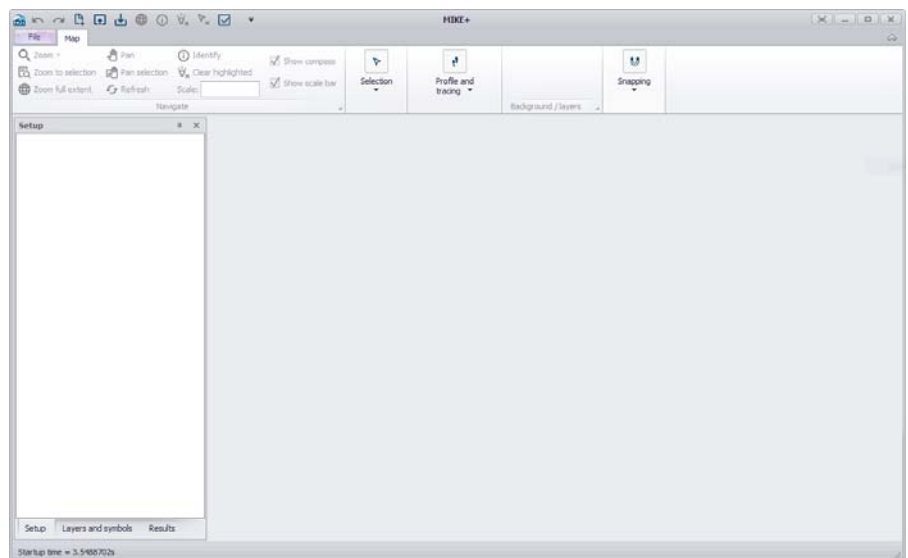 MIKE+
File Map
Zoom Pan Identify
Zoom to selection Pan selection Clear highlighted
Zoom full extent Refresh Scale:
Show compass
Show scale bar
Navigate
Selection
Profile and
tracing
Background / layers
Snapping
Setup
Setup Layers and symbols Results
Startup time = 3.5488702s